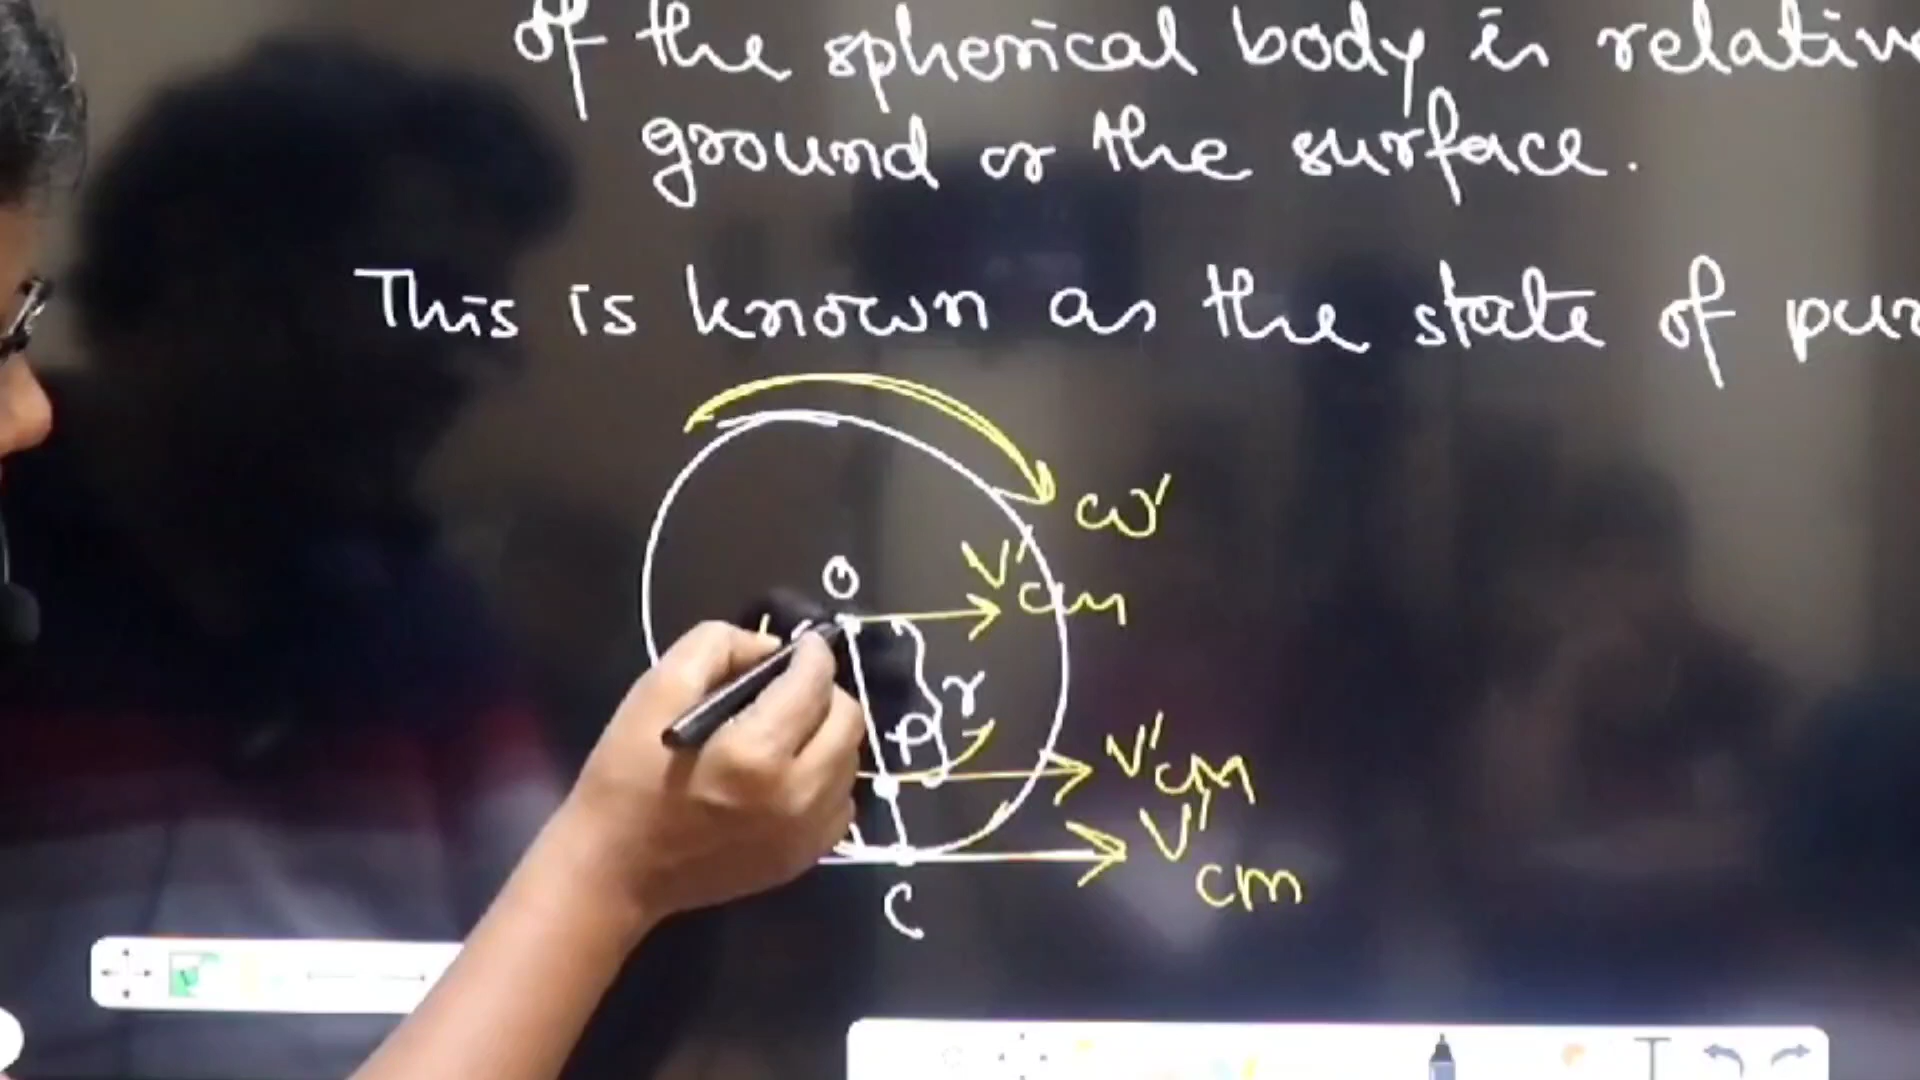 of the spherical body is relative
ground or the surface.
This is known as the state of pur
ω'
O
V'cm
r
P
V'cm
V'cm
C
T